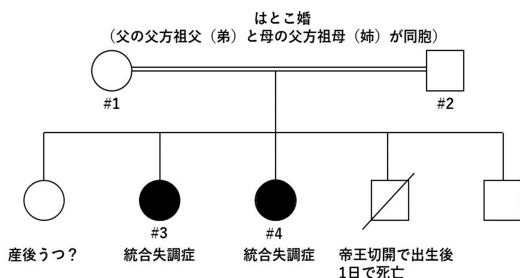 はとこ婚
（父の父方祖父（弟）と母の父方祖母（姉）が同胞）
#1
#2
#3
#4
産後うつ？
統合失調症
統合失調症
帝王切開で出生後
1日で死亡